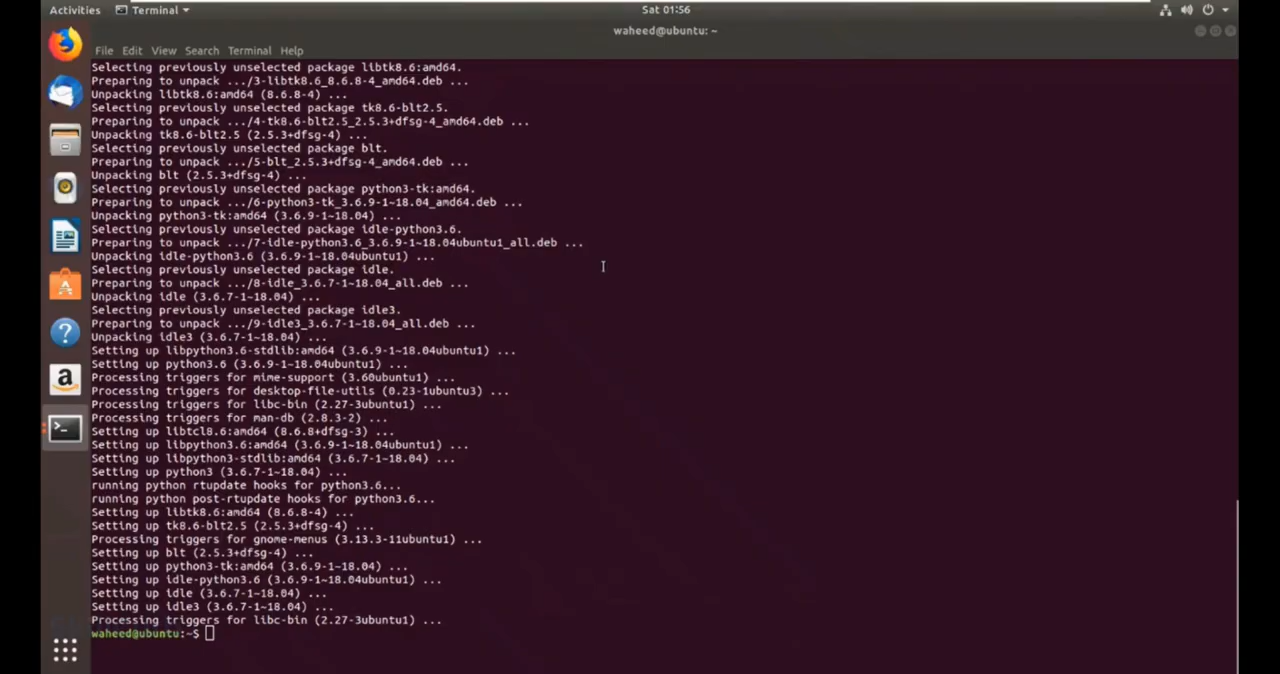 Activities Terminal Sat 01:56
waheed@ubuntu: ~
File Edit View Search Terminal Help
Selecting previously unselected package libtk8.6:amd64.
Preparing to unpack .../3-libtk8.6_8.6.8-4_amd64.deb ...
Unpacking libtk8.6:amd64 (8.6.8-4) ...
Selecting previously unselected package tk8.6-blt2.5.
Preparing to unpack .../4-tk8.6-blt2.5_2.5.3+dfsg-4_amd64.deb ...
Unpacking tk8.6-blt2.5 (2.5.3+dfsg-4) ...
Selecting previously unselected package blt.
Preparing to unpack .../5-blt_2.5.3+dfsg-4_amd64.deb ...
Unpacking blt (2.5.3+dfsg-4) ...
Selecting previously unselected package python3-tk:amd64.
Preparing to unpack .../6-python3-tk_3.6.9-1~18.04_amd64.deb ...
Unpacking python3-tk:amd64 (3.6.9-1~18.04) ...
Selecting previously unselected package idle-python3.6.
Preparing to unpack .../7-idle-python3.6_3.6.9-1~18.04ubuntu1_all.deb ...
Unpacking idle-python3.6 (3.6.9-1~18.04ubuntu1) ...
Selecting previously unselected package idle.
Preparing to unpack .../8-idle_3.6.7-1~18.04_all.deb ...
Unpacking idle (3.6.7-1~18.04) ...
Selecting previously unselected package idle3.
Preparing to unpack .../9-idle3_3.6.7-1~18.04_all.deb ...
Unpacking idle3 (3.6.7-1~18.04) ...
Setting up libpython3.6-stdlib:amd64 (3.6.9-1~18.04ubuntu1) ...
Setting up python3.6 (3.6.9-1~18.04ubuntu1) ...
Processing triggers for mime-support (3.60ubuntu1) ...
Processing triggers for desktop-file-utils (0.23-1ubuntu3) ...
Processing triggers for libc-bin (2.27-3ubuntu1) ...
Processing triggers for man-db (2.8.3-2) ...
Setting up libtcl8.6:amd64 (8.6.8+dfsg-3) ...
Setting up libpython3.6:amd64 (3.6.9-1~18.04ubuntu1) ...
Setting up libpython3-stdlib:amd64 (3.6.7-1~18.04) ...
Setting up python3 (3.6.7-1~18.04) ...
running python rtupdate hooks for python3.6...
running python post-rtupdate hooks for python3.6...
Setting up libtk8.6:amd64 (8.6.8-4) ...
Setting up tk8.6-blt2.5 (2.5.3+dfsg-4) ...
Processing triggers for gnome-menus (3.13.3-11ubuntu1) ...
Setting up blt (2.5.3+dfsg-4) ...
Setting up python3-tk:amd64 (3.6.9-1~18.04) ...
Setting up idle-python3.6 (3.6.9-1~18.04ubuntu1) ...
Setting up idle (3.6.7-1~18.04) ...
Setting up idle3 (3.6.7-1~18.04) ...
Processing triggers for libc-bin (2.27-3ubuntu1) ...
waheed@ubuntu:~$